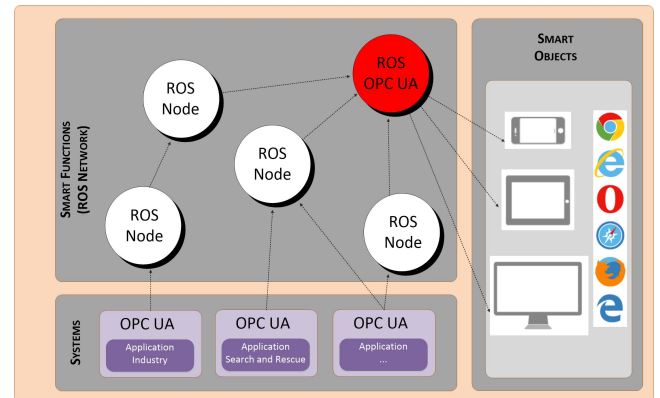 SMART FUNCTIONS
(ROS NETWORK)
ROS
Node
ROS
OPC UA
ROS
Node
ROS
Node
ROS
Node
SMART
OBJECTS
SYSTEMS
OPC UA
Application
Industry
OPC UA
Application
Search and Rescue
OPC UA
Application
...